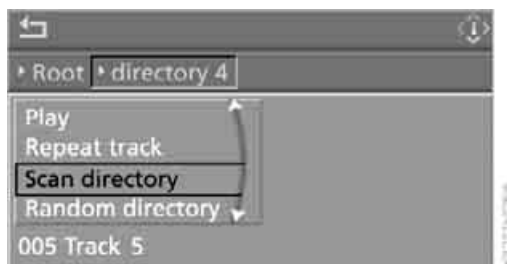 Root directory 4
Play
Repeat track
Scan directory
Random directory
005 Track 5